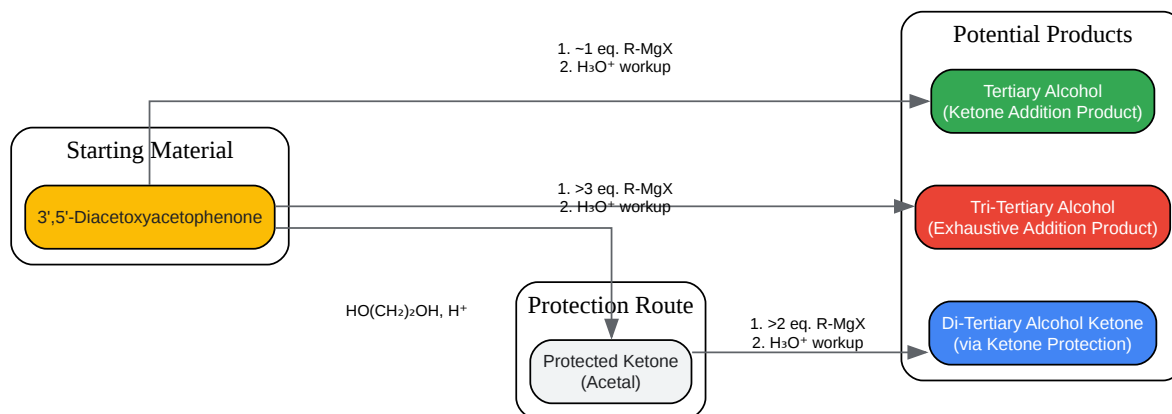 Potential Products
1. ~1 eq. R-MgX
2. H₃O⁺ workup
Tertiary Alcohol
(Ketone Addition Product)
Starting Material
3',5'-Diacetoxyacetophenone
1. >3 eq. R-MgX
2. H₃O⁺ workup
Tri-Tertiary Alcohol
(Exhaustive Addition Product)
HO(CH₂)₂OH, H⁺
Protection Route
Protected Ketone
(Acetal)
1. >2 eq. R-MgX
2. H₃O⁺ workup
Di-Tertiary Alcohol Ketone
(via Ketone Protection)